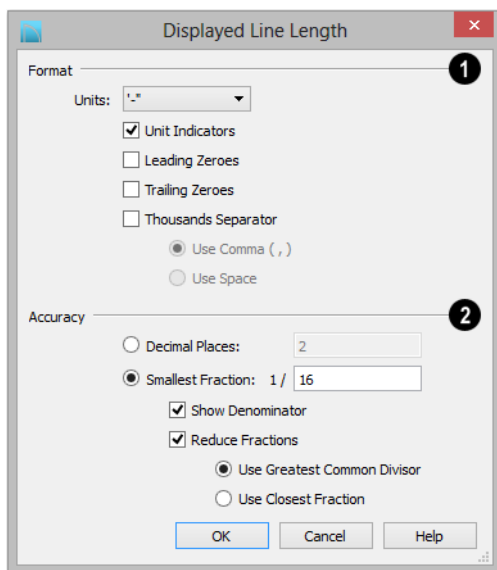 Displayed Line Length
Format
1
Units: '-"
Unit Indicators
Leading Zeroes
Trailing Zeroes
Thousands Separator
Use Comma ( , )
Use Space
Accuracy
2
Decimal Places: 2
Smallest Fraction: 1 / 16
Show Denominator
Reduce Fractions
Use Greatest Common Divisor
Use Closest Fraction
OK Cancel Help